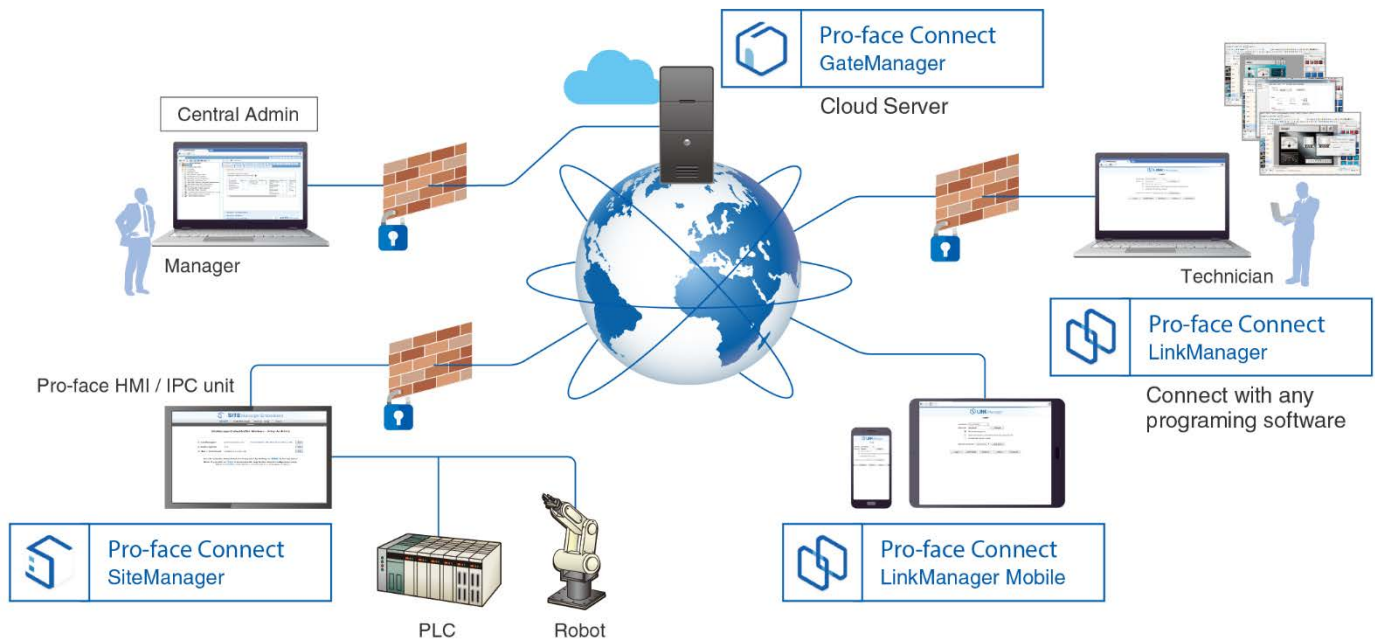 Pro-face Connect
GateManager
Cloud Server
Central Admin
Manager
Technician
Pro-face Connect
LinkManager
Connect with any
programing software
Pro-face HMI / IPC unit
Pro-face Connect
SiteManager
PLC
Robot
Pro-face Connect
LinkManager Mobile